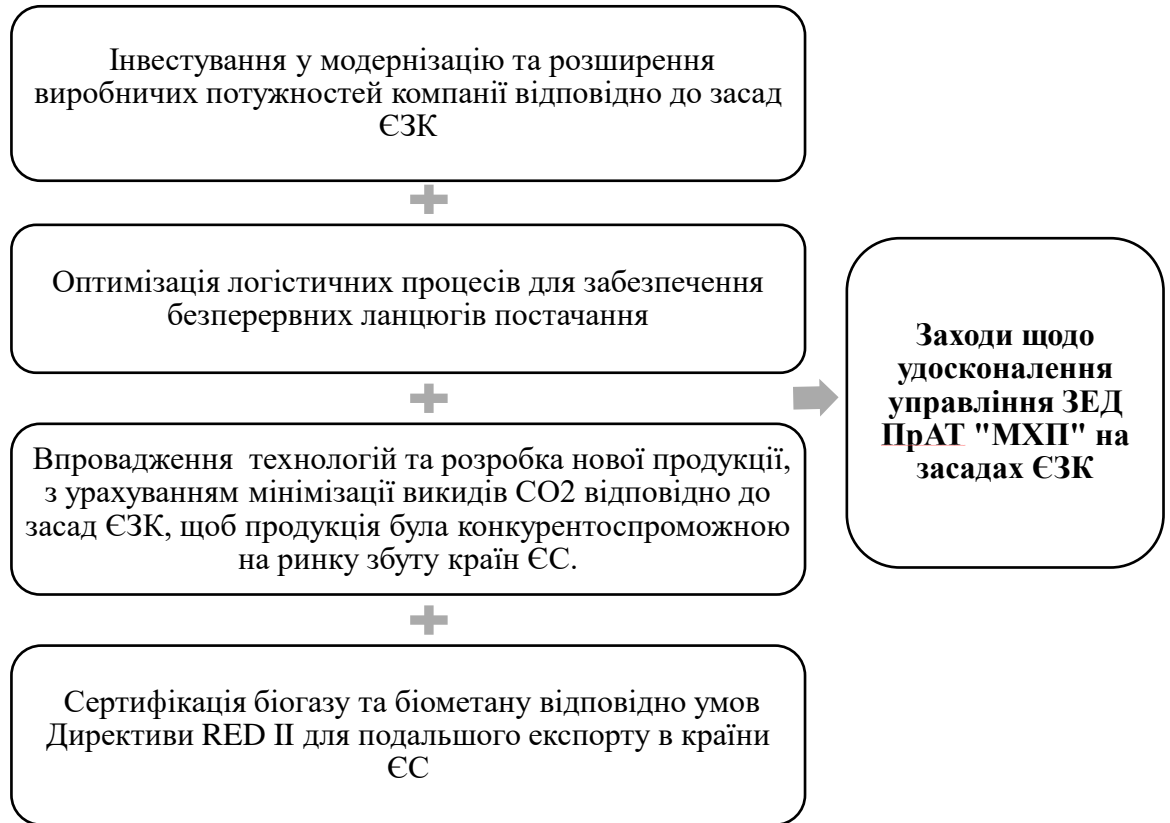 Інвестування у модернізацію та розширення
виробничих потужностей компанії відповідно до засад
ЄЗК
Оптимізація логістичних процесів для забезпечення
безперервних ланцюгів постачання
Впровадження  технологій та розробка нової продукції,
з урахуванням мінімізації викидів СО2 відповідно до
засад ЄЗК, щоб продукція була конкурентоспроможною
на ринку збуту країн ЄС.
Сертифікація біогазу та біометану відповідно умов
Директиви RED II для подальшого експорту в країни
ЄС
Заходи щодо
удосконалення
управління ЗЕД
ПрАТ "МХП" на
засадах ЄЗК